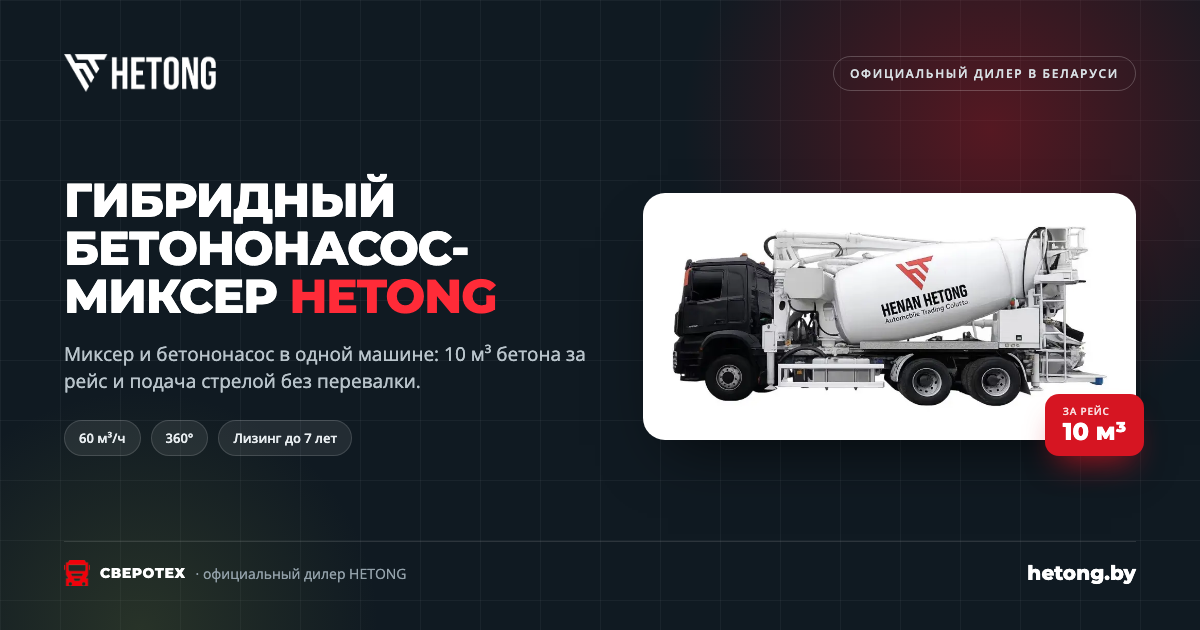 HETONG
ОФИЦИАЛЬНЫЙ ДИЛЕР В БЕЛАРУСИ
ГИБРИДНЫЙ
БЕТОНОНАСОС-
МИКСЕР HETONG
Миксер и бетононасос в одной машине: 10 м³ бетона за
рейс и подача стрелой без перевалки.
60 м³/ч
360°
Лизинг до 7 лет
HENAN HETONG
Automobile Trading Co.,Ltd
ЗА РЕЙС
10 м³
СВЕРОТЕХ · официальный дилер HETONG
hetong.by